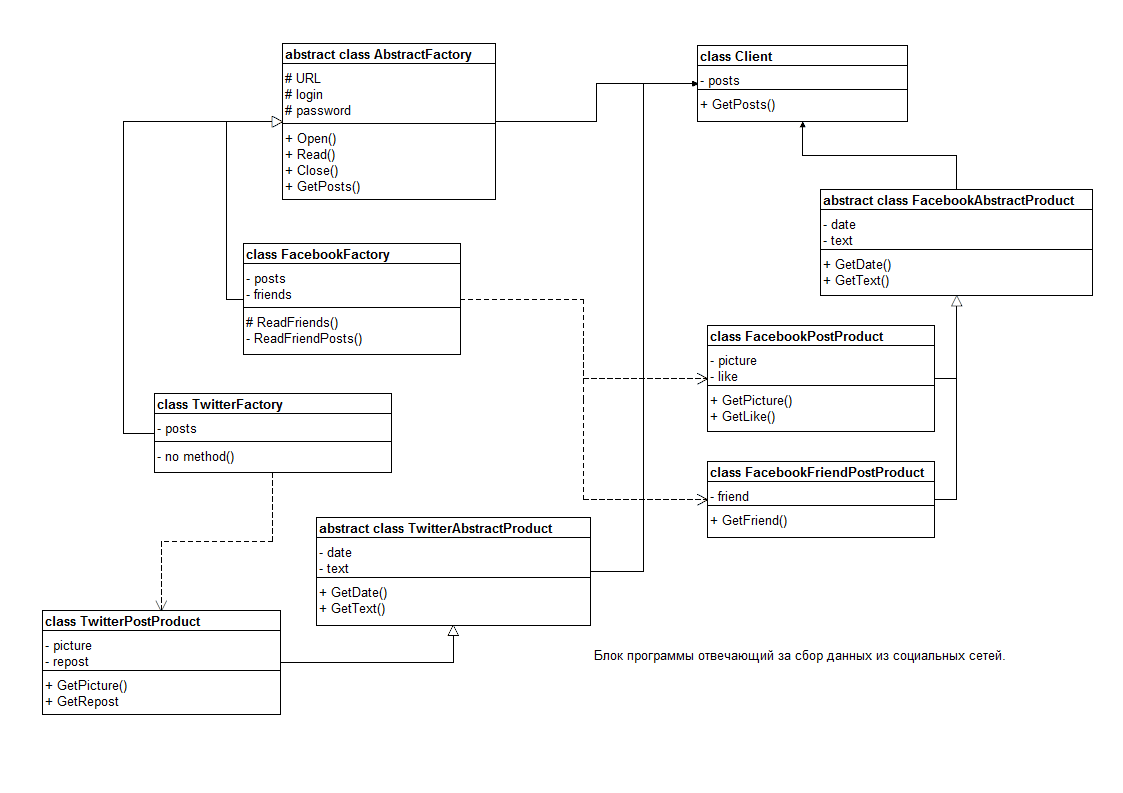 abstract class AbstractFactory
# URL
# login
# password
+ Open()
+ Read()
+ Close()
+ GetPosts()
class Client
- posts
+ GetPosts()
abstract class FacebookAbstractProduct
- date
- text
+ GetDate()
+ GetText()
class FacebookFactory
- posts
- friends
# ReadFriends()
- ReadFriendPosts()
class FacebookPostProduct
- picture
- like
+ GetPicture()
+ GetLike()
class TwitterFactory
- posts
- no method()
class FacebookFriendPostProduct
- friend
+ GetFriend()
abstract class TwitterAbstractProduct
- date
- text
+ GetDate()
+ GetText()
class TwitterPostProduct
- picture
- repost
+ GetPicture()
+ GetRepost
Блок программы отвечающий за сбор данных из социальных сетей.